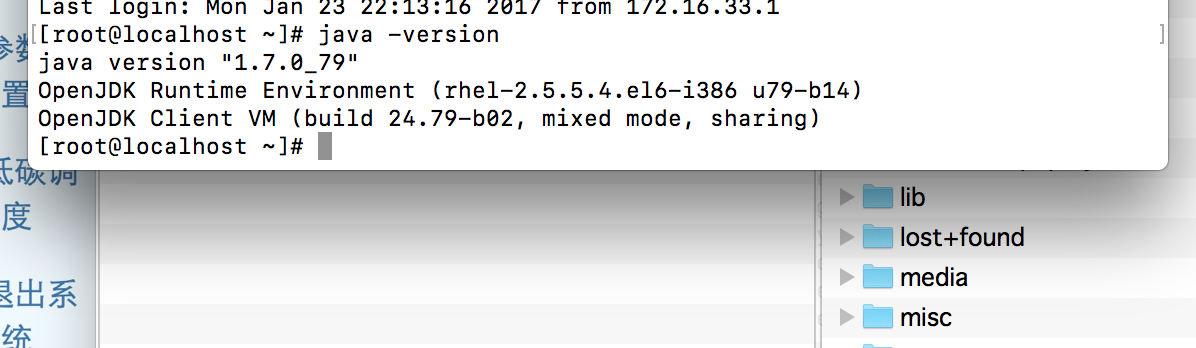 Last login: Mon Jan 23 22:13:16 2017 from 172.16.33.1
[[root@localhost ~]# java -version ]
java version "1.7.0_79"
OpenJDK Runtime Environment (rhel-2.5.5.4.el6-i386 u79-b14)
OpenJDK Client VM (build 24.79-b02, mixed mode, sharing)
[root@localhost ~]#
参数
置
低碳调
度
退出系
统
lib
lost+found
media
misc